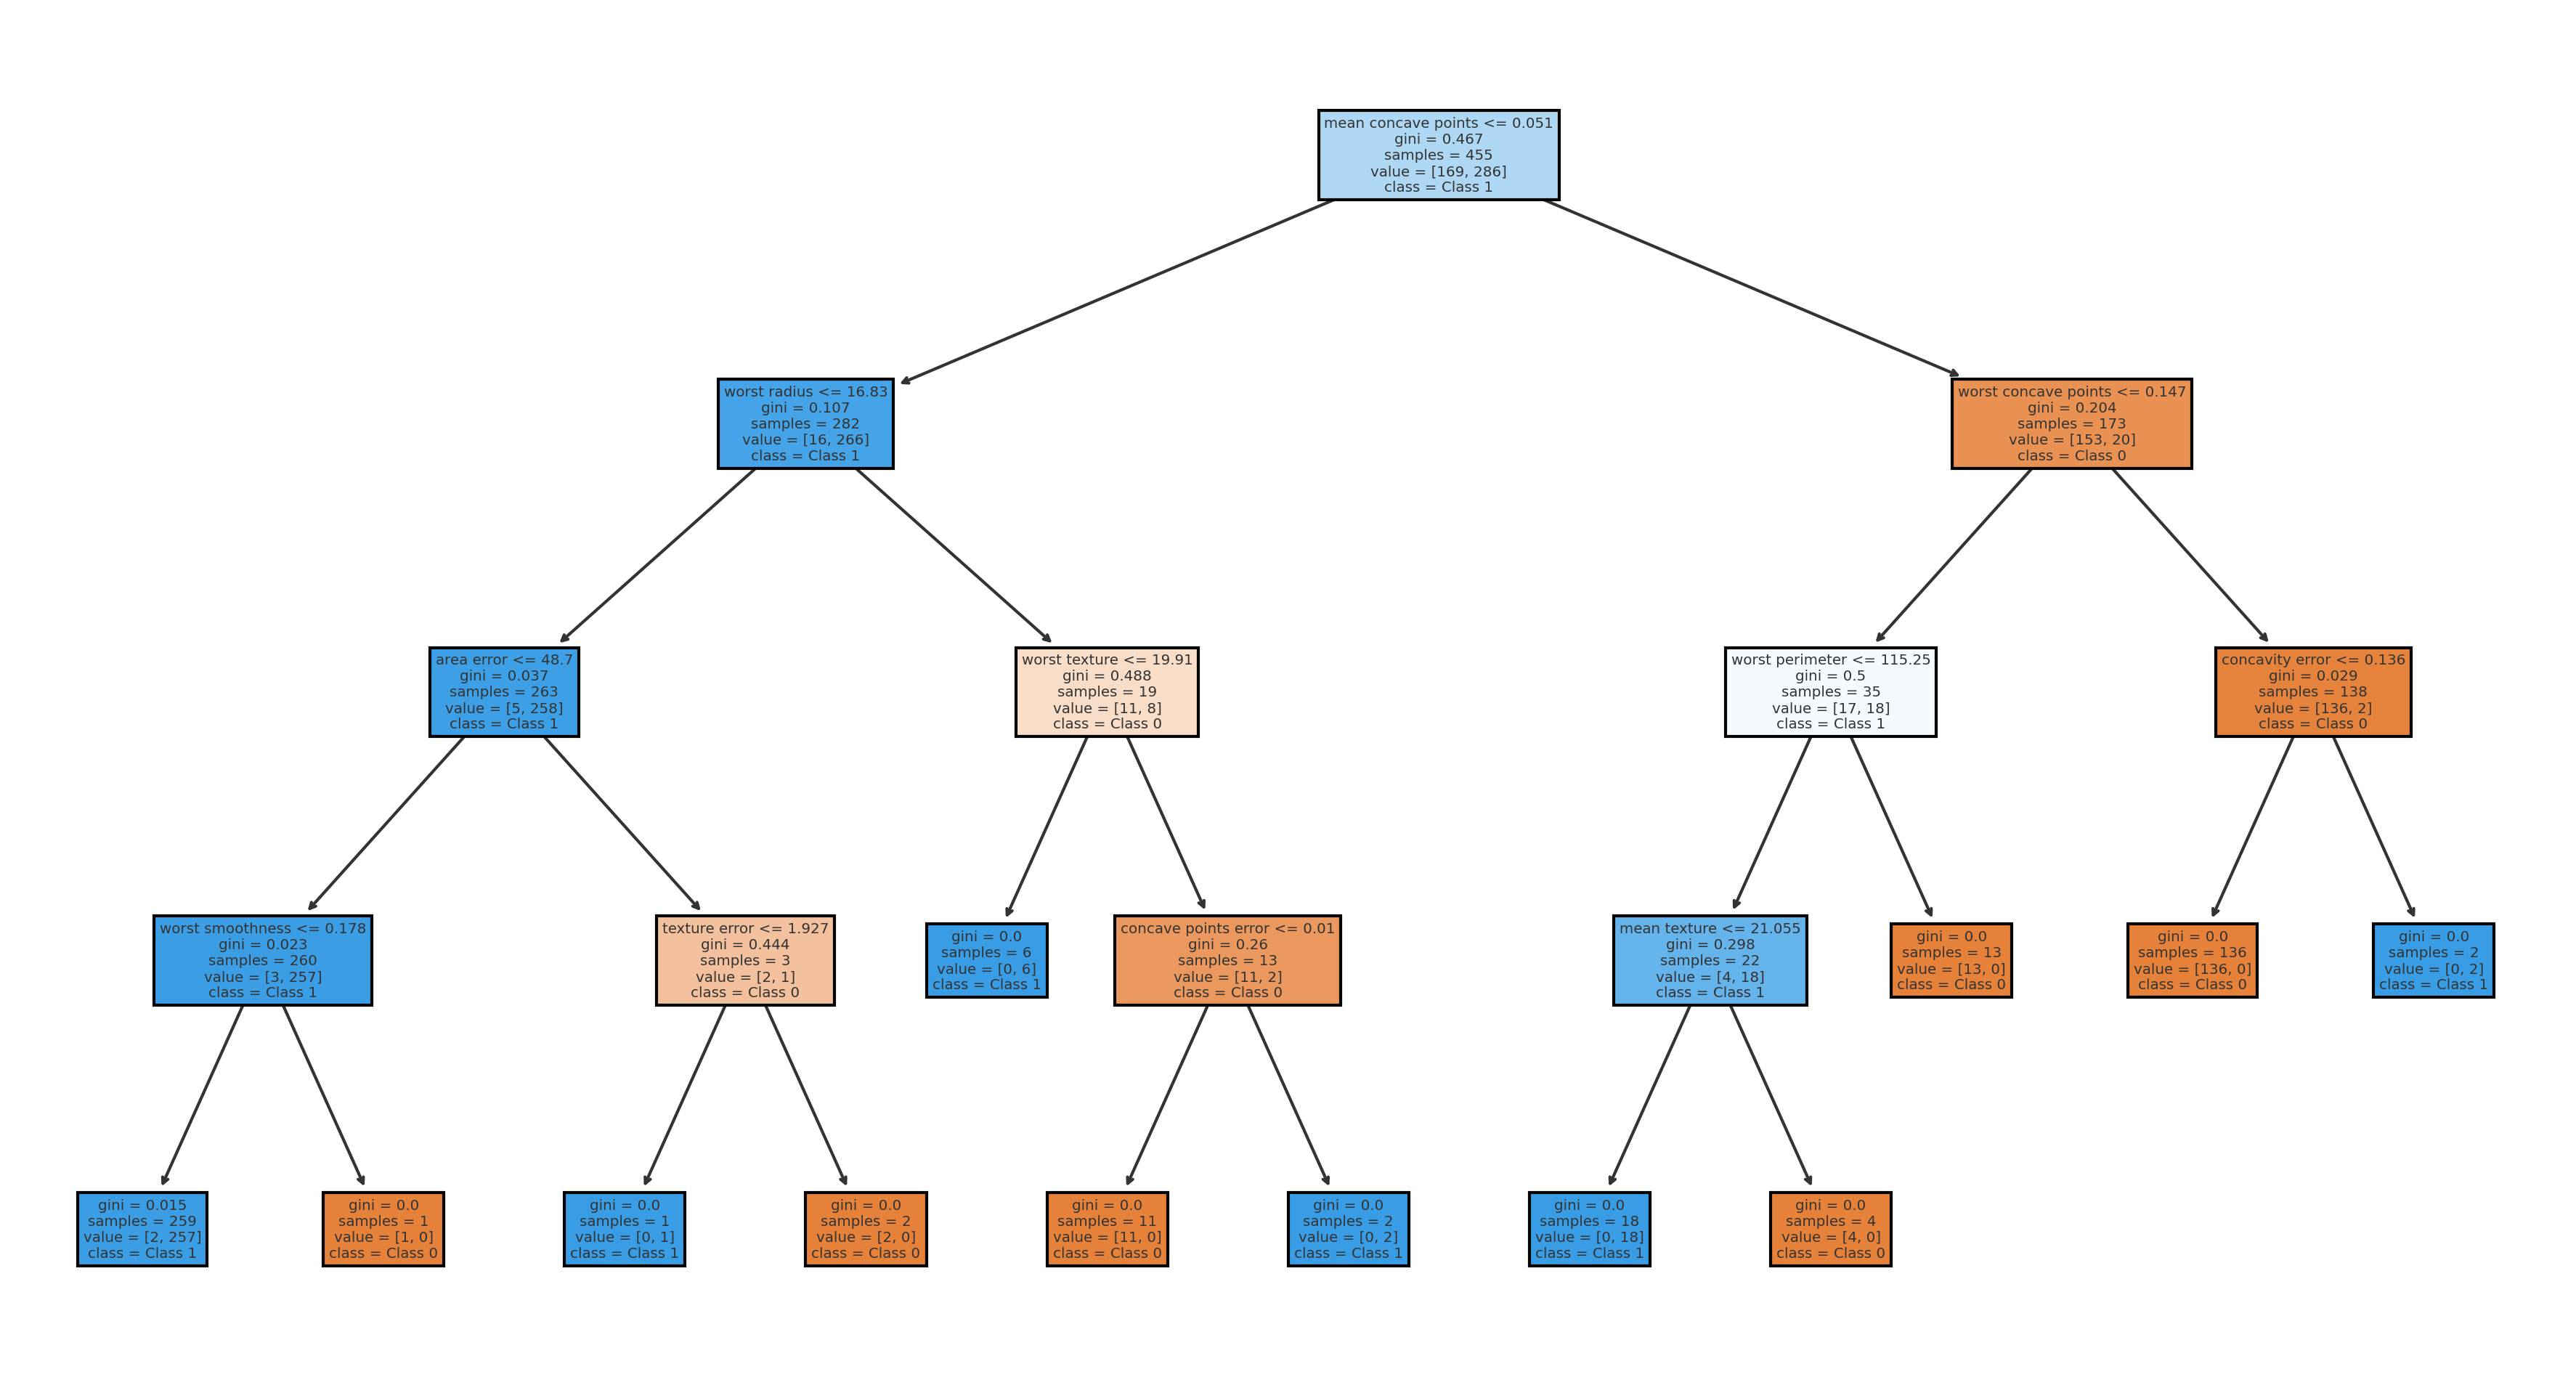 mean concave points <= 0.051
gini = 0.467
samples = 455
value = [169, 286]
class = Class 1
worst radius <= 16.83
gini = 0.107
samples = 282
value = [16, 266]
class = Class 1
worst concave points <= 0.147
gini = 0.204
samples = 173
value = [153, 20]
class = Class 0
area error <= 48.7
gini = 0.037
samples = 263
value = [5, 258]
class = Class 1
worst texture <= 19.91
gini = 0.488
samples = 19
value = [11, 8]
class = Class 0
worst perimeter <= 115.25
gini = 0.5
samples = 35
value = [17, 18]
class = Class 1
concavity error <= 0.136
gini = 0.029
samples = 138
value = [136, 2]
class = Class 0
worst smoothness <= 0.178
gini = 0.023
samples = 260
value = [3, 257]
class = Class 1
texture error <= 1.927
gini = 0.444
samples = 3
value = [2, 1]
class = Class 0
gini = 0.0
samples = 6
value = [0, 6]
class = Class 1
concave points error <= 0.01
gini = 0.26
samples = 13
value = [11, 2]
class = Class 0
mean texture <= 21.055
gini = 0.298
samples = 22
value = [4, 18]
class = Class 1
gini = 0.0
samples = 13
value = [13, 0]
class = Class 0
gini = 0.0
samples = 136
value = [136, 0]
class = Class 0
gini = 0.0
samples = 2
value = [0, 2]
class = Class 1
gini = 0.015
samples = 259
value = [2, 257]
class = Class 1
gini = 0.0
samples = 1
value = [1, 0]
class = Class 0
gini = 0.0
samples = 1
value = [0, 1]
class = Class 1
gini = 0.0
samples = 2
value = [2, 0]
class = Class 0
gini = 0.0
samples = 11
value = [11, 0]
class = Class 0
gini = 0.0
samples = 2
value = [0, 2]
class = Class 1
gini = 0.0
samples = 18
value = [0, 18]
class = Class 1
gini = 0.0
samples = 4
value = [4, 0]
class = Class 0